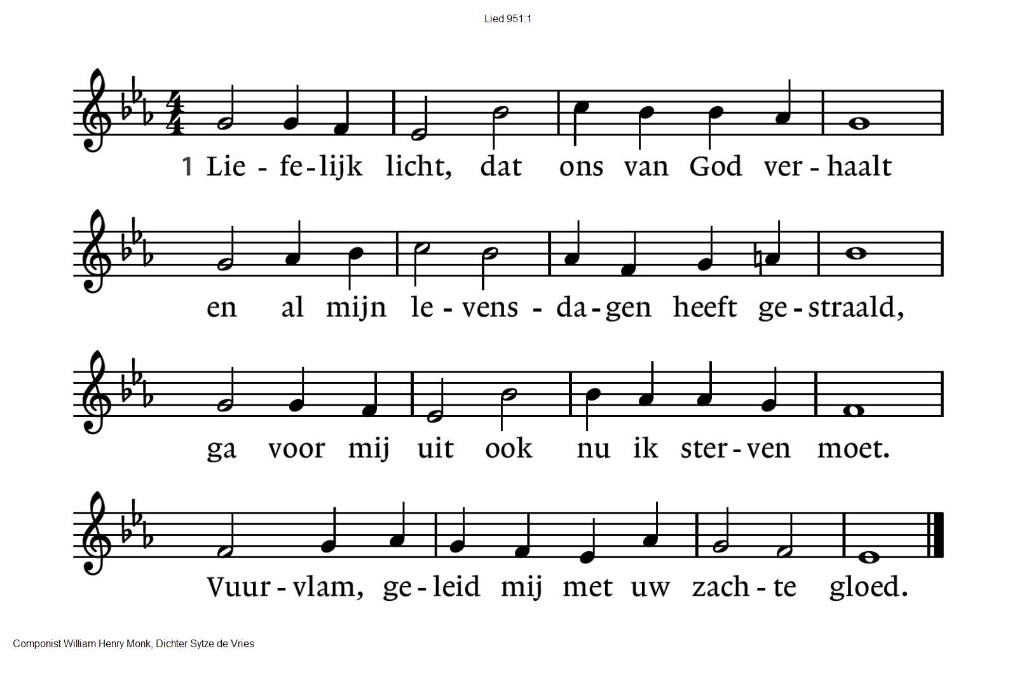 Lied 951:1
4
4
1 Lie - fe - lijk licht, dat ons van God ver - haalt
en al mijn le - vens - da - gen heeft ge - straald,
ga voor mij uit ook nu ik ster - ven moet.
Vuur - vlam, ge - leid mij met uw zach - te gloed.
Componist William Henry Monk, Dichter Sytze de Vries